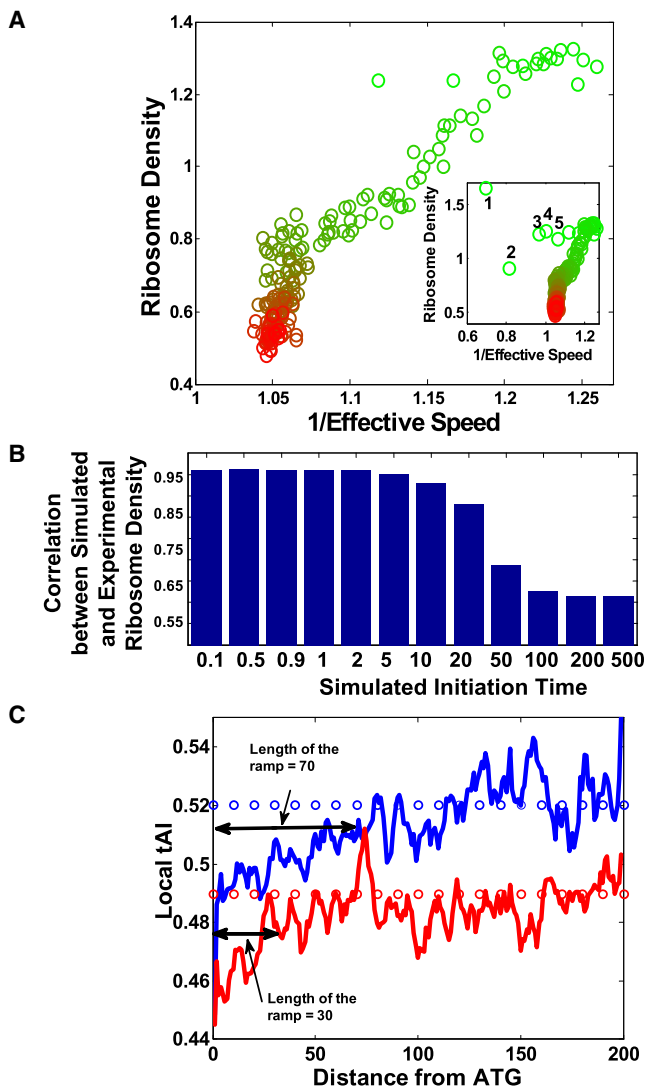 A
Ribosome Density
1.4
1.2
1
0.8
0.6
0.4
1
1.05
1.1
1.15
1.2
1.25
1/Effective Speed
Ribosome Density
1.5
1
0.5
1
2
3
4
5
0.6
0.8
1.0
1.2
1/Effective Speed
B
Correlation
between Simulated
and Experimental
Ribosome Density
0.95
0.85
0.75
0.65
0.55
0.1 0.5 0.9 1 2 5 10 20 50 100 200 500
Simulated Initiation Time
C
Local tAI
0.54
0.52
0.5
0.48
0.46
0.44
Length of the
ramp = 70
Length of the
ramp = 30
0 50 100 150 200
Distance from ATG